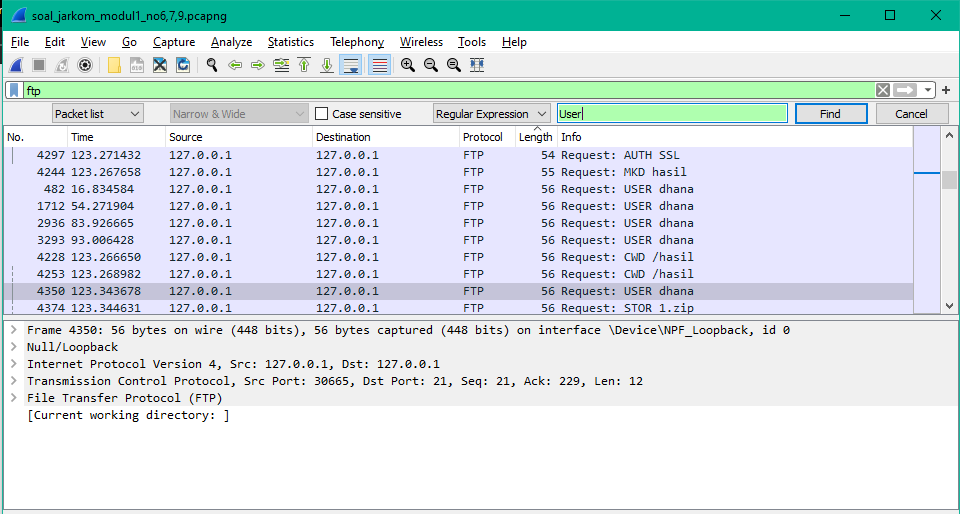 soal_jarkom_modul1_no6,7,9.pcapng
File Edit View Go Capture Analyze Statistics Telephony Wireless Tools Help
ftp
Packet list Narrow & Wide Case sensitive Regular Expression User Find Cancel
No. Time Source Destination Protocol Length Info
4297 123.271432 127.0.0.1 127.0.0.1 FTP 54 Request: AUTH SSL
4244 123.267658 127.0.0.1 127.0.0.1 FTP 55 Request: MKD hasil
482 16.834584 127.0.0.1 127.0.0.1 FTP 56 Request: USER dhana
1712 54.271904 127.0.0.1 127.0.0.1 FTP 56 Request: USER dhana
2936 83.926665 127.0.0.1 127.0.0.1 FTP 56 Request: USER dhana
3293 93.006428 127.0.0.1 127.0.0.1 FTP 56 Request: USER dhana
4228 123.266650 127.0.0.1 127.0.0.1 FTP 56 Request: CWD /hasil
4253 123.268982 127.0.0.1 127.0.0.1 FTP 56 Request: CWD /hasil
4350 123.343678 127.0.0.1 127.0.0.1 FTP 56 Request: USER dhana
4374 123.344631 127.0.0.1 127.0.0.1 FTP 56 Request: STOR 1.zip
Frame 4350: 56 bytes on wire (448 bits), 56 bytes captured (448 bits) on interface \Device\NPF_Loopback, id 0
Null/Loopback
Internet Protocol Version 4, Src: 127.0.0.1, Dst: 127.0.0.1
Transmission Control Protocol, Src Port: 30665, Dst Port: 21, Seq: 21, Ack: 229, Len: 12
File Transfer Protocol (FTP)
[Current working directory: ]